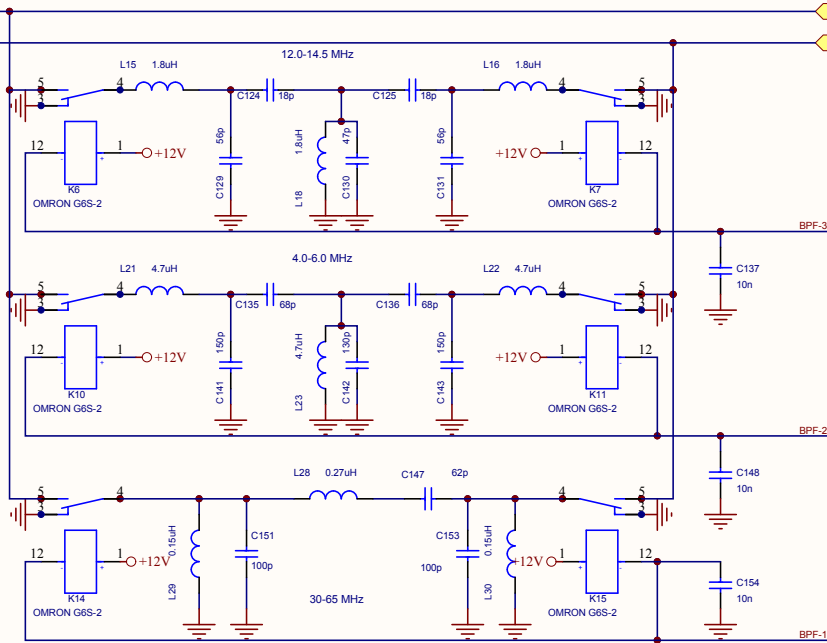 12.0-14.5 MHz
L15 1.8uH
L16 1.8uH
5 4
C124 18p
C125 18p
4 5
3
3
56p
C129
1.8uH
L18
47p
C130
56p
C131
12 1 +12V
+12V 1 12
K6
OMRON G6S-2
K7
OMRON G6S-2
BPF-3
C137
10n
4.0-6.0 MHz
L21 4.7uH
L22 4.7uH
5 4
C135 68p
C136 68p
4 5
3
3
150p
C141
4.7uH
L23
130p
C142
150p
C143
12 1 +12V
+12V 1 12
K10
OMRON G6S-2
K11
OMRON G6S-2
BPF-2
C148
10n
L28 0.27uH
C147 62p
5 4
4 5
3
3
0.15uH
L29
C151
100p
C153
100p
0.15uH
L30
12 1 +12V
+12V 1 12
K14
OMRON G6S-2
K15
OMRON G6S-2
30-65 MHz
C154
10n
BPF-1